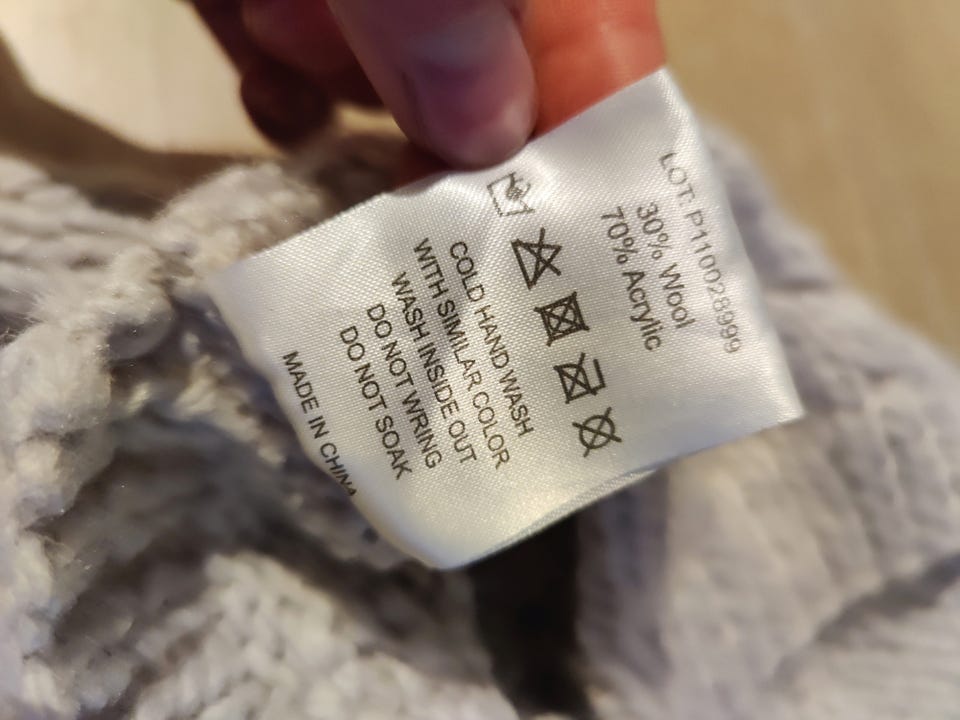 LOT: P110028999
30% Wool
70% Acrylic
COLD HAND WASH
WITH SIMILAR COLOR
WASH INSIDE OUT
DO NOT WRING
DO NOT SOAK
MADE IN CHINA